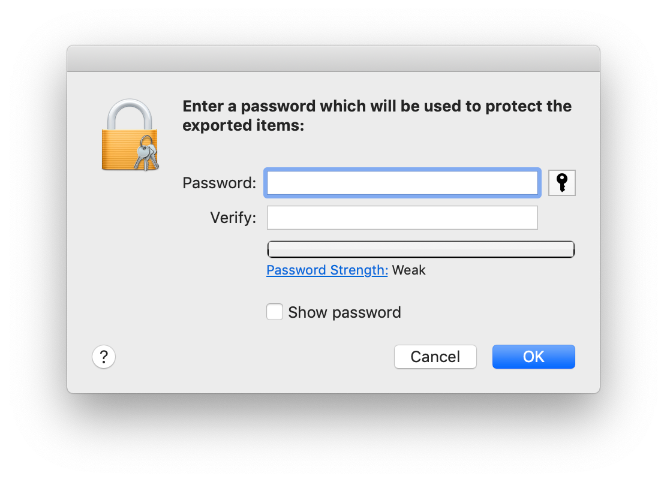 Enter a password which will be used to protect the
exported items:
Password:
Verify:
Password Strength: Weak
Show password
?
Cancel
OK